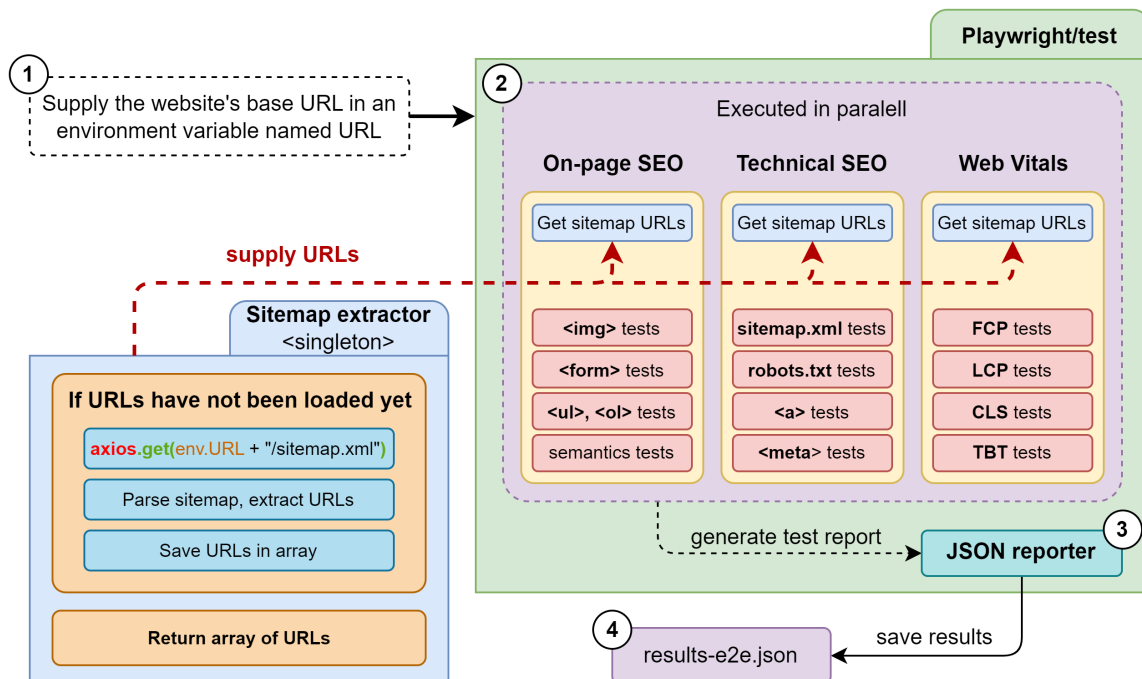 Playwright/test
1
Supply the website's base URL in an
environment variable named URL
2
Executed in paralell
On-page SEO
Get sitemap URLs
<img> tests
<form> tests
<ul>, <ol> tests
semantics tests
Technical SEO
Get sitemap URLs
sitemap.xml tests
robots.txt tests
<a> tests
<meta> tests
Web Vitals
Get sitemap URLs
FCP tests
LCP tests
CLS tests
TBT tests
supply URLs
Sitemap extractor
<singleton>
If URLs have not been loaded yet
axios.get(env.URL + "/sitemap.xml")
Parse sitemap, extract URLs
Save URLs in array
Return array of URLs
generate test report
3
JSON reporter
save results
4
results-e2e.json